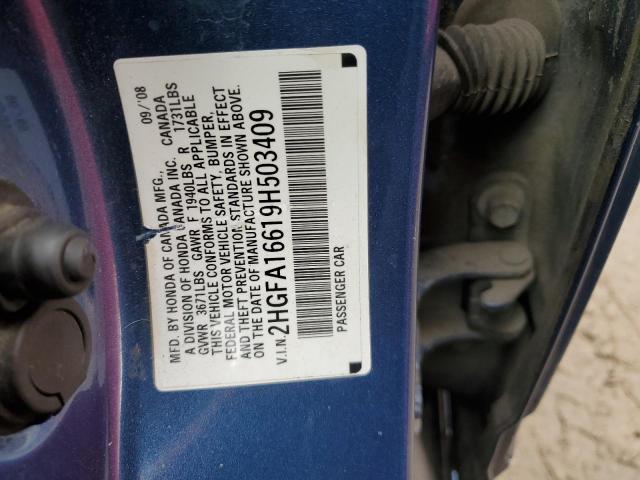 MFD. BY HONDA OF CANADA MFG., CANADA 09/'08
A DIVISION OF HONDA CANADA INC.
GVWR 3671LBS GAWR F 1940LBS R 1731LBS
THIS VEHICLE CONFORMS TO ALL APPLICABLE
FEDERAL MOTOR VEHICLE SAFETY, BUMPER,
AND THEFT PREVENTION STANDARDS IN EFFECT
ON THE DATE OF MANUFACTURE SHOWN ABOVE.
V.I.N. 2HGFA16619H503409
PASSENGER CAR